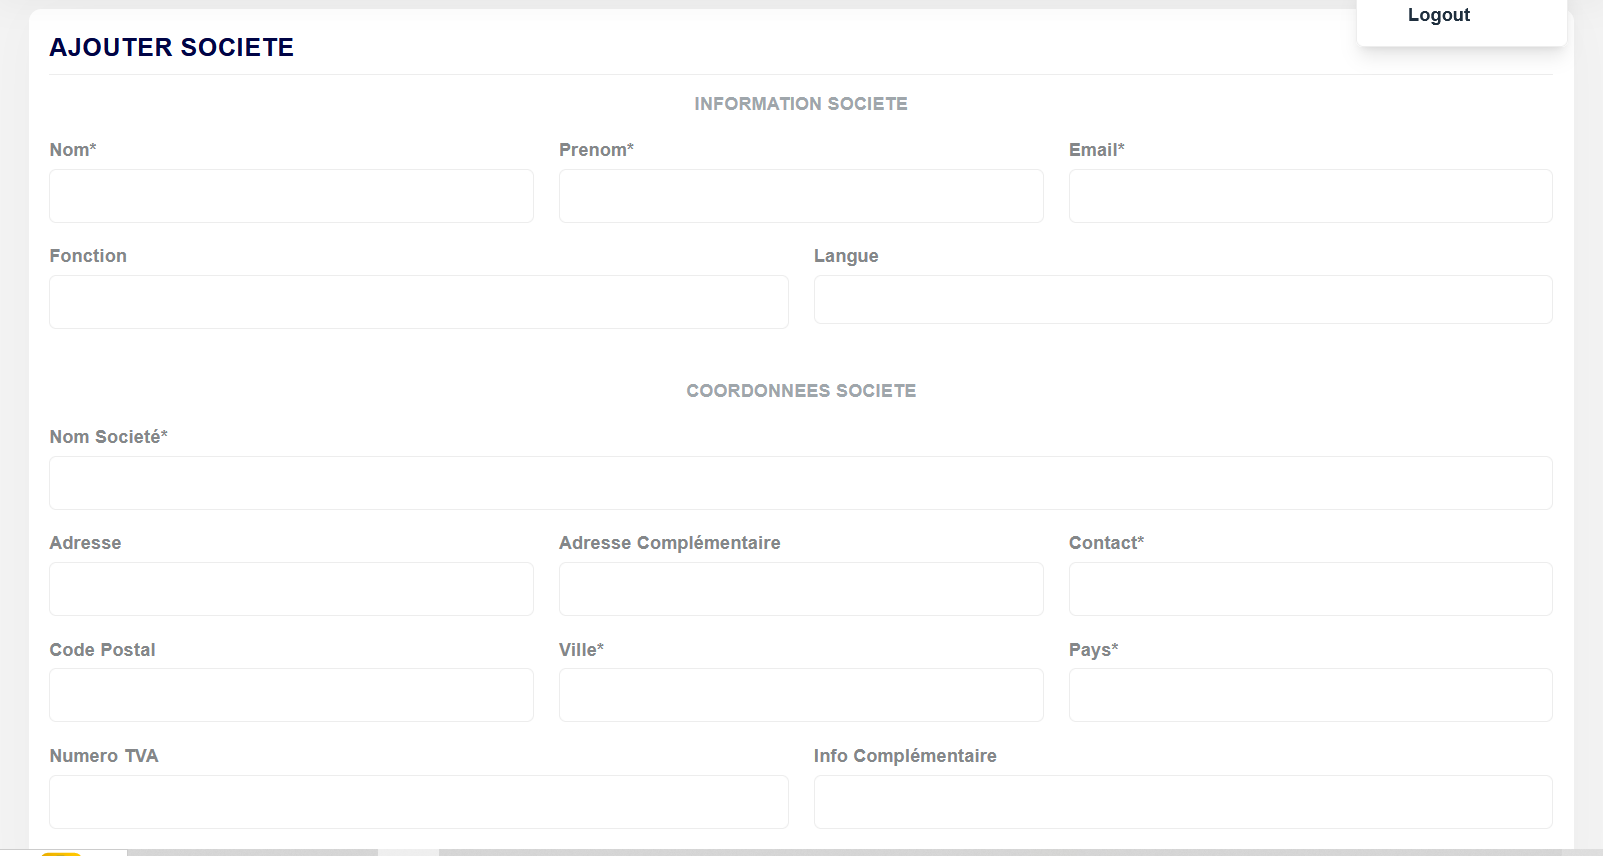 Logout
AJOUTER SOCIETE
INFORMATION SOCIETE
Nom* Prenom* Email*
Fonction Langue
COORDONNEES SOCIETE
Nom Societé*
Adresse Adresse Complémentaire Contact*
Code Postal Ville* Pays*
Numero TVA Info Complémentaire